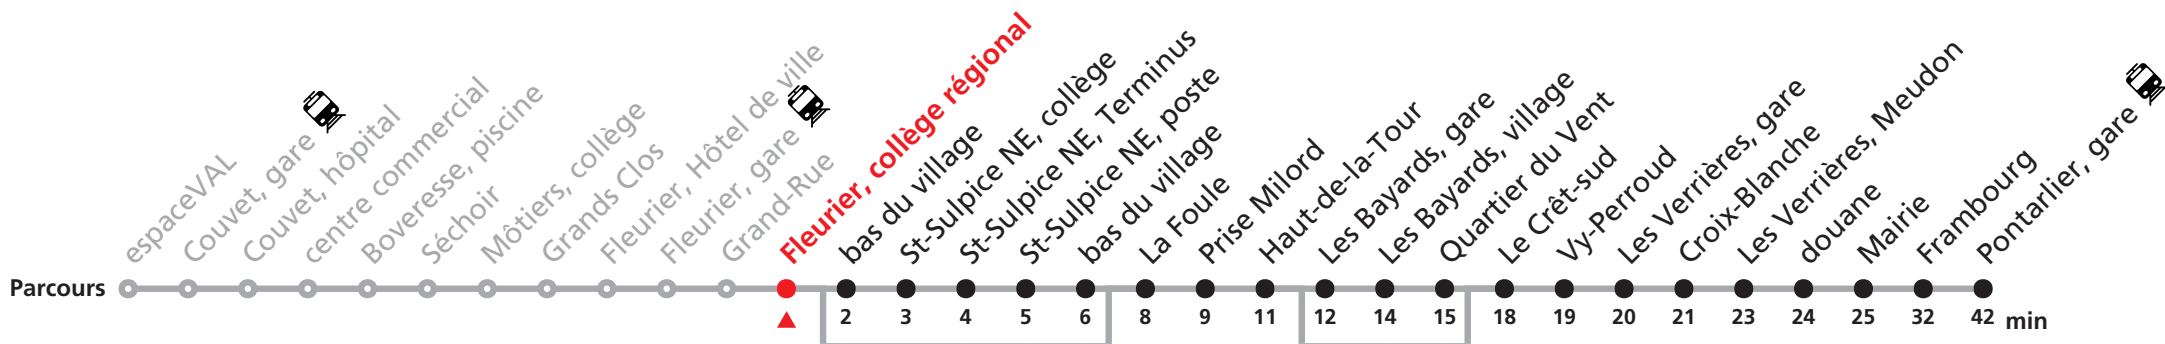 espaceVAL
Couvet, gare
Couvet, hôpital
centre commercial
Boveresse, piscine
Séchoir
Môtiers, collège
Grands Clos
Fleurier, Hôtel de ville
Fleurier, gare
Grand-Rue
Fleurier, collège régional
bas du village
St-Sulpice NE, collège
St-Sulpice NE, Terminus
St-Sulpice NE, poste
bas du village
La Foule
Prise Milord
Haut-de-la-Tour
Les Bayards, gare
Les Bayards, village
Quartier du Vent
Le Crêt-sud
Vy-Perroud
Les Verrières, gare
Croix-Blanche
Les Verrières, Meudon
douane
Mairie
Frambourg
Pontarlier, gare
Parcours
2 3 4 5 6 8 9 11 12 14 15 18 19 20 21 23 24 25 32 42 min